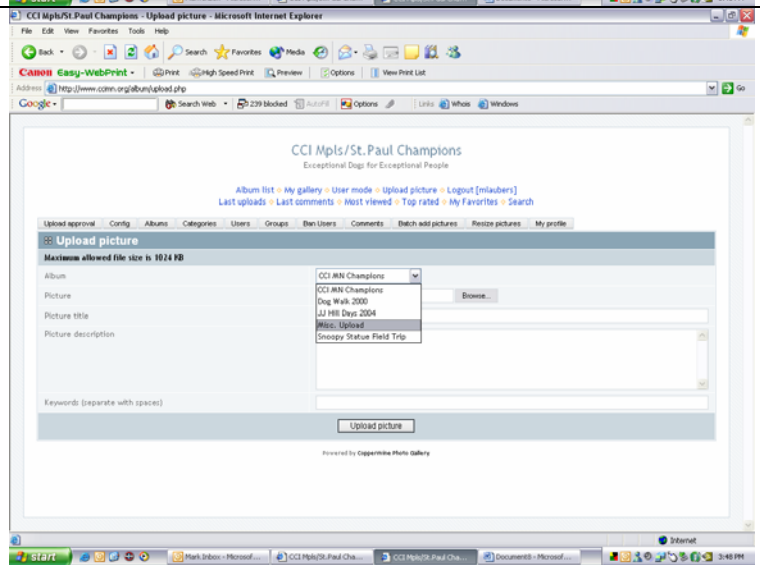 CCI Mpls/St.Paul Champions - Upload picture - Microsoft Internet Explorer
File Edit View Favorites Tools Help
Back Search Favorites Media
Canon Easy-WebPrint Print High Speed Print Preview Options View Print List
Address http://www.ccimn.org/album/upload.php Go
Google Search Web 239 blocked AutoFill Options Links Whois Windows
CCI Mpls/St.Paul Champions
Exceptional Dogs for Exceptional People
Album list My gallery User mode Upload picture Logout [mlaubers]
Last uploads Last comments Most viewed Top rated My Favorites Search
Upload approval Config Albums Categories Users Groups Ban Users Comments Batch add pictures Resize pictures My profile
Upload picture
Maximum allowed file size is 1024 KB
Album CCI MN Champions
CCI MN Champions
Picture Browse...
Dog Walk 2000
JJ Hill Days 2004
Picture title
Misc. Upload
Picture description
Snoopy Statue Field Trip
Keywords (separate with spaces)
Upload picture
Powered by Coppermine Photo Gallery
Internet
start Mark Inbox - Microsof... CCI Mpls/St.Paul Cha... CCI Mpls/St.Paul Cha... Document8 - Microsof... 3:48 PM